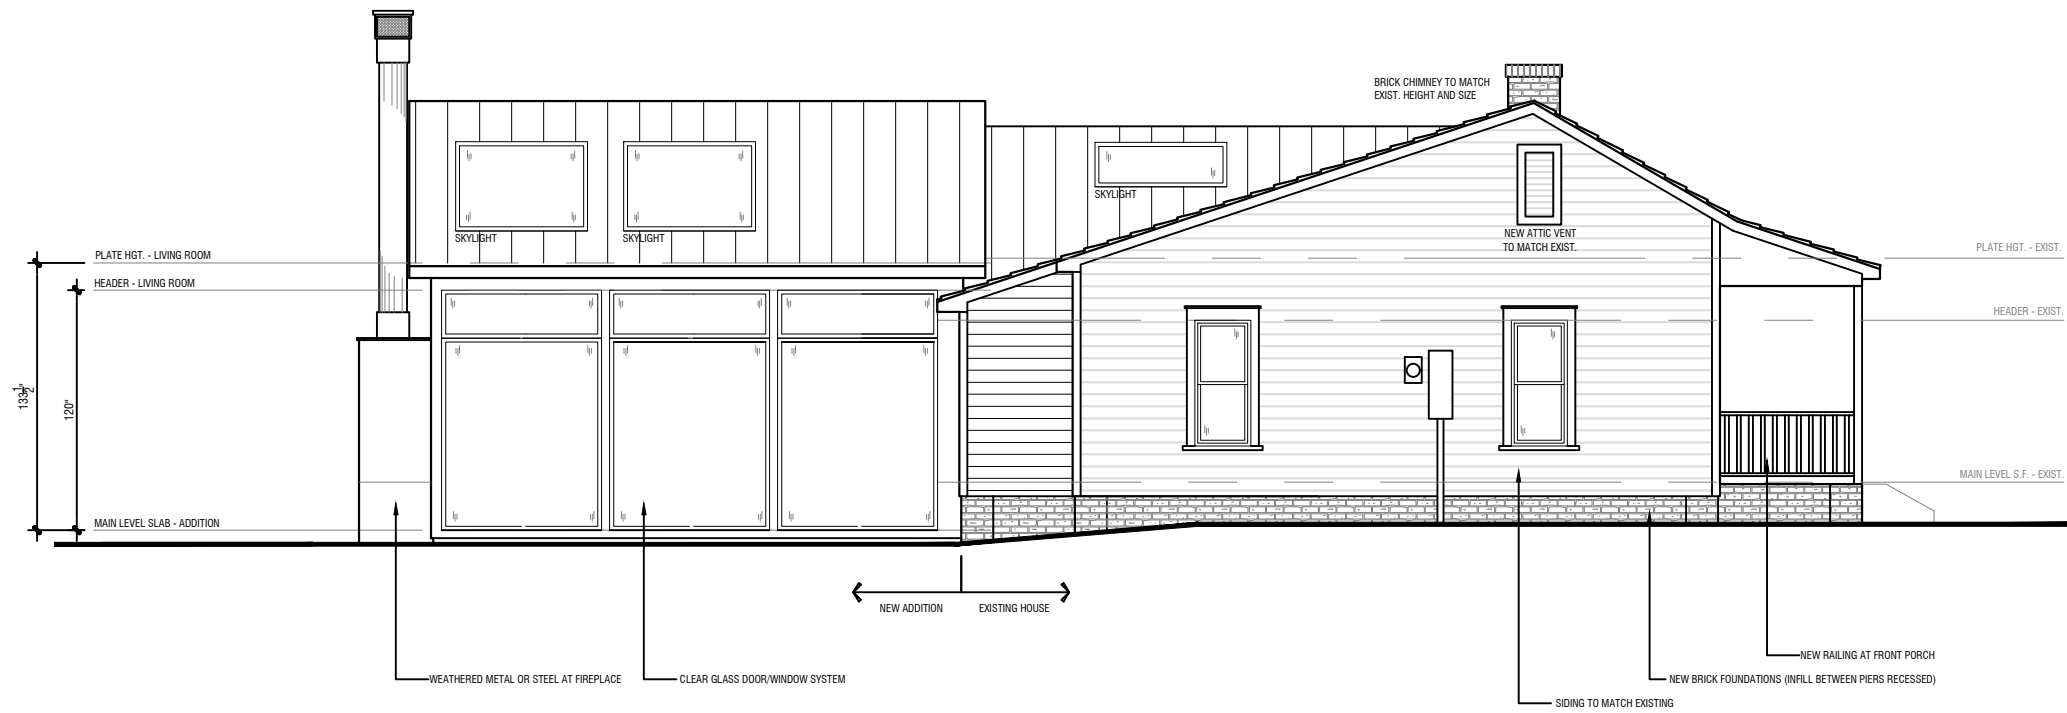 BRICK CHIMNEY TO MATCH
EXIST. HEIGHT AND SIZE
SKYLIGHT
SKYLIGHT
SKYLIGHT
NEW ATTIC VENT
TO MATCH EXIST.
PLATE HGT. - LIVING ROOM
PLATE HGT. - EXIST.
HEADER - LIVING ROOM
HEADER - EXIST.
133 1/2"
120"
MAIN LEVEL S.F. - EXIST.
MAIN LEVEL SLAB - ADDITION
NEW ADDITION
EXISTING HOUSE
WEATHERED METAL OR STEEL AT FIREPLACE
CLEAR GLASS DOOR/WINDOW SYSTEM
NEW RAILING AT FRONT PORCH
NEW BRICK FOUNDATIONS (INFILL BETWEEN PIERS RECESSED)
SIDING TO MATCH EXISTING